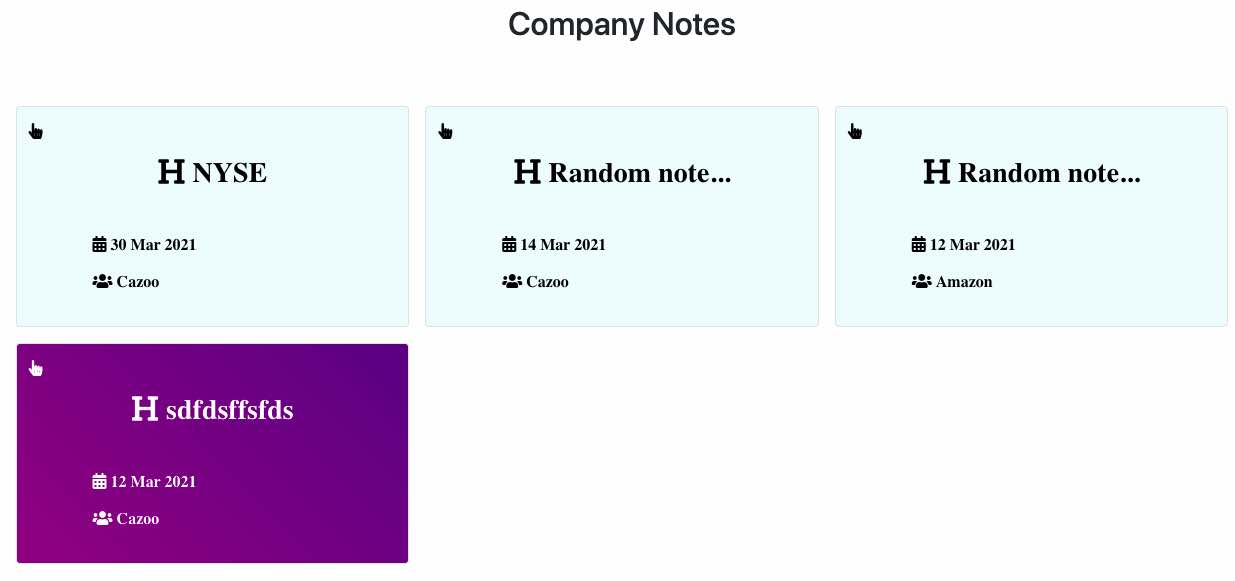 Company Notes
NYSE
30 Mar 2021
Cazoo
Random note...
14 Mar 2021
Cazoo
Random note...
12 Mar 2021
Amazon
sdfdsffsfds
12 Mar 2021
Cazoo